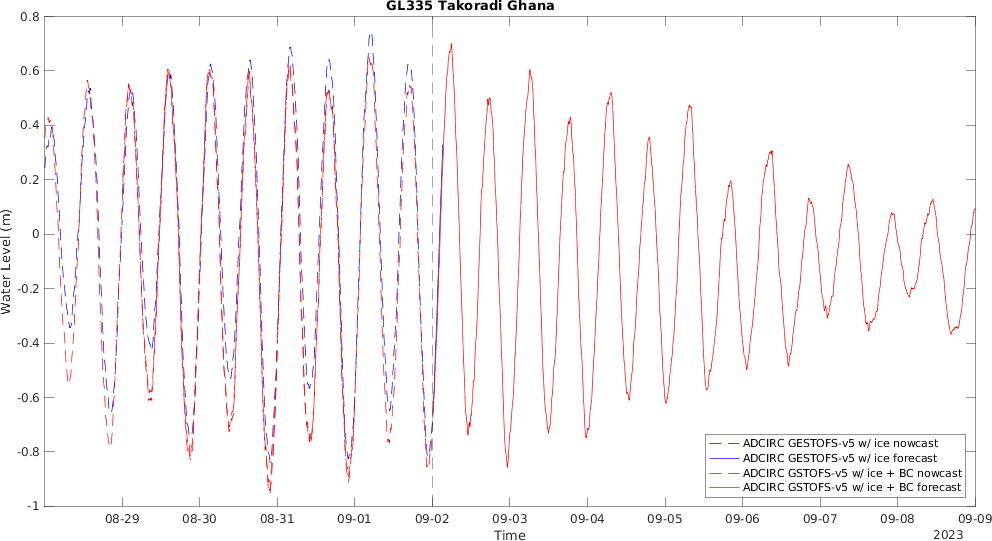 GL335 Takoradi Ghana
0.8
0.6
0.4
0.2
0
-0.2
-0.4
-0.6
-0.8
-1
Water Level (m)
08-29 08-30 08-31 09-01 09-02 09-03 09-04 09-05 09-06 09-07 09-08 09-09
Time
2023
ADCIRC GESTOFS-v5 w/ ice nowcast
ADCIRC GESTOFS-v5 w/ ice forecast
ADCIRC GSTOFS-v5 w/ ice + BC nowcast
ADCIRC GSTOFS-v5 w/ ice + BC forecast